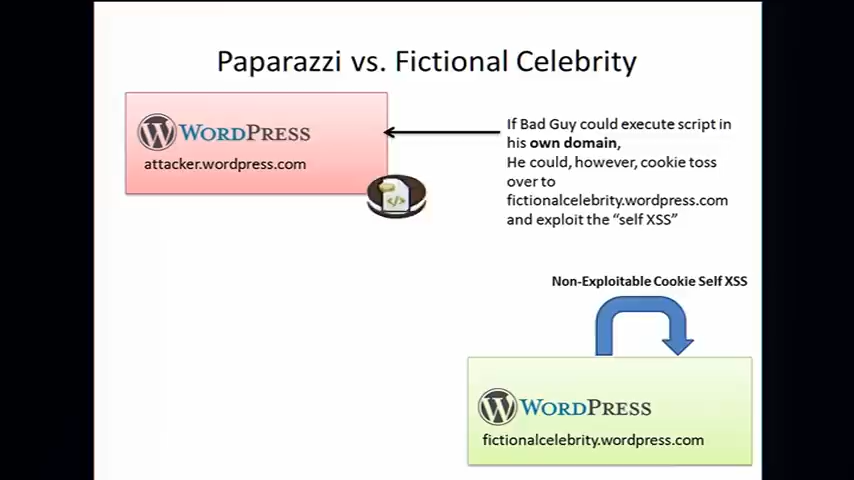 Paparazzi vs. Fictional Celebrity
WORDPRESS
attacker.wordpress.com
If Bad Guy could execute script in
his own domain,
He could, however, cookie toss
over to
fictionalcelebrity.wordpress.com
and exploit the “self XSS”
</>
Non-Exploitable Cookie Self XSS
WORDPRESS
fictionalcelebrity.wordpress.com